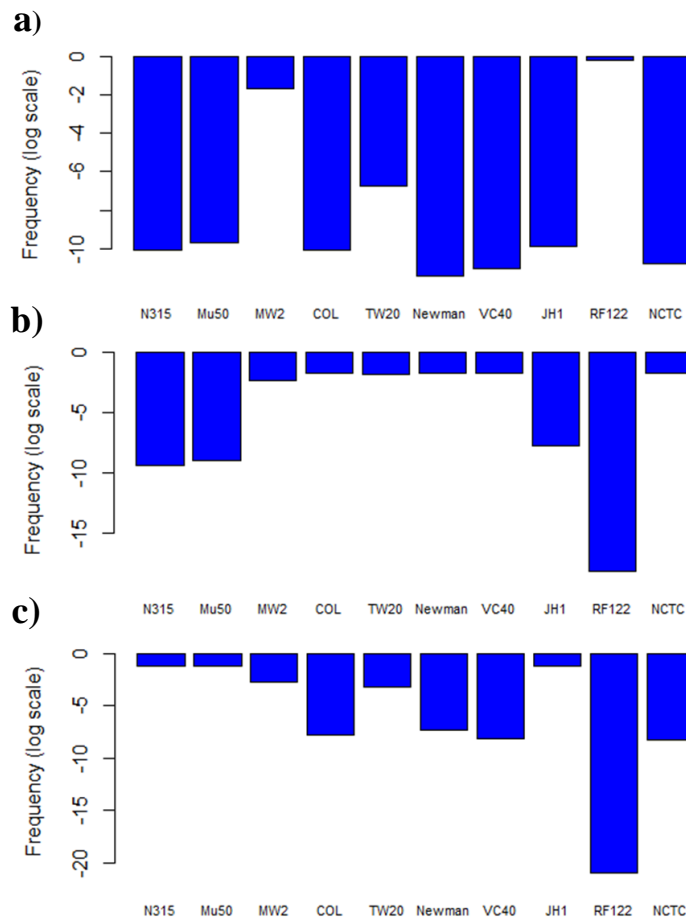 a)
Frequency (log scale)
0
-2
-4
-6
-10
N315 Mu50 MW2 COL TW20 Newman VC40 JH1 RF122 NCTC
b)
Frequency (log scale)
0
-5
-10
-15
N315 Mu50 MW2 COL TW20 Newman VC40 JH1 RF122 NCTC
c)
Frequency (log scale)
0
-5
-10
-15
-20
N315 Mu50 MW2 COL TW20 Newman VC40 JH1 RF122 NCTC